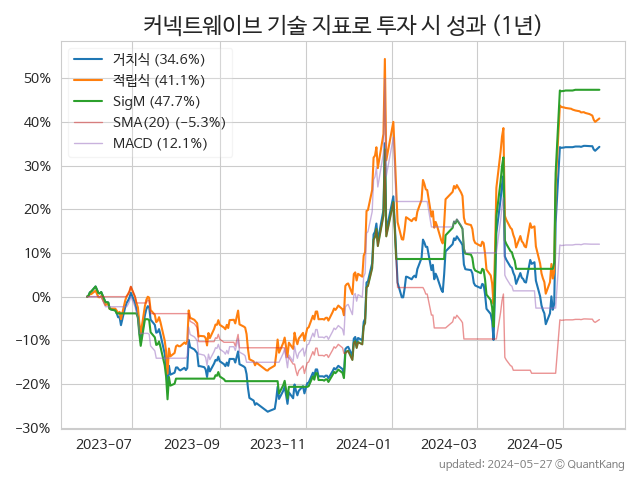 커넥트웨이브 기술 지표로 투자 시 성과 (1년)
거치식 (34.6%)
적립식 (41.1%)
SigM (47.7%)
SMA(20) (−5.3%)
MACD (12.1%)
50%
40%
30%
20%
10%
0%
−10%
−20%
−30%
2023−07 2023−09 2023−11 2024−01 2024−03 2024−05
updated: 2024−05−27 ⓒ QuantKang